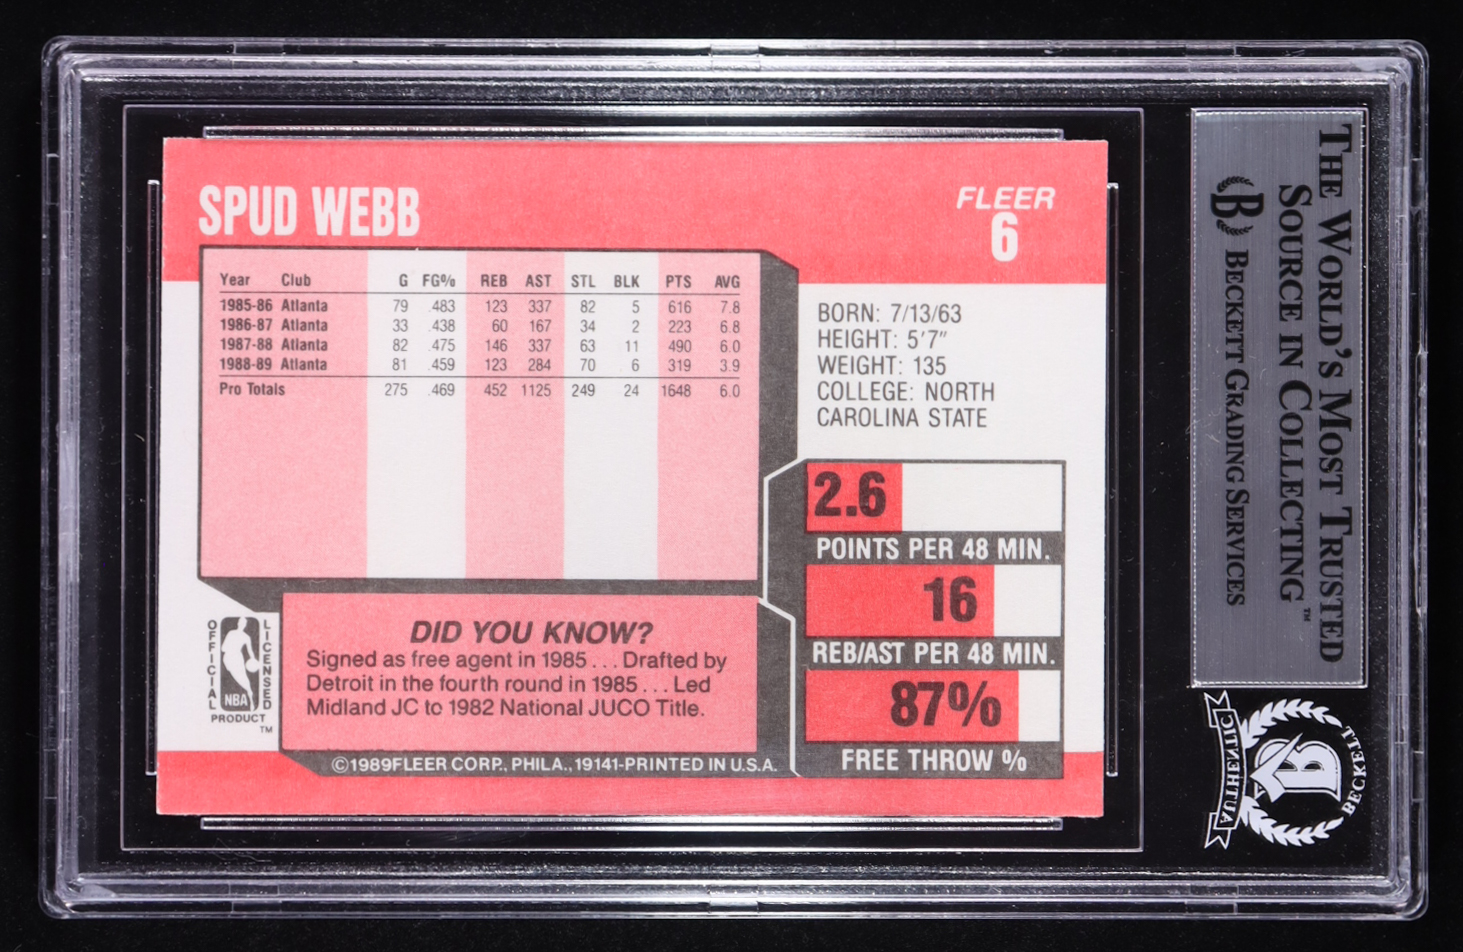 SPUD WEBB
FLEER
6
Year Club G FG% REB AST STL BLK PTS AVG
1985-86 Atlanta 79 .483 123 337 82 5 616 7.8
1986-87 Atlanta 33 .438 60 167 34 2 223 6.8
1987-88 Atlanta 82 .475 146 337 63 11 490 6.0
1988-89 Atlanta 81 .459 123 284 70 6 319 3.9
Pro Totals 275 .469 452 1125 249 24 1648 6.0
BORN: 7/13/63
HEIGHT: 5'7"
WEIGHT: 135
COLLEGE: NORTH
CAROLINA STATE
2.6
POINTS PER 48 MIN.
16
REB/AST PER 48 MIN.
87%
FREE THROW %
OFFICIAL
LICENSED
NBA
PRODUCT
TM
DID YOU KNOW?
Signed as free agent in 1985 . . . Drafted by
Detroit in the fourth round in 1985 . . . Led
Midland JC to 1982 National JUCO Title.
©1989FLEER CORP., PHILA., 19141-PRINTED IN U.S.A.
THE WORLD'S MOST TRUSTED
SOURCE IN COLLECTING™
B BECKETT GRADING SERVICES
AUTHENTIC
B
BECKETT